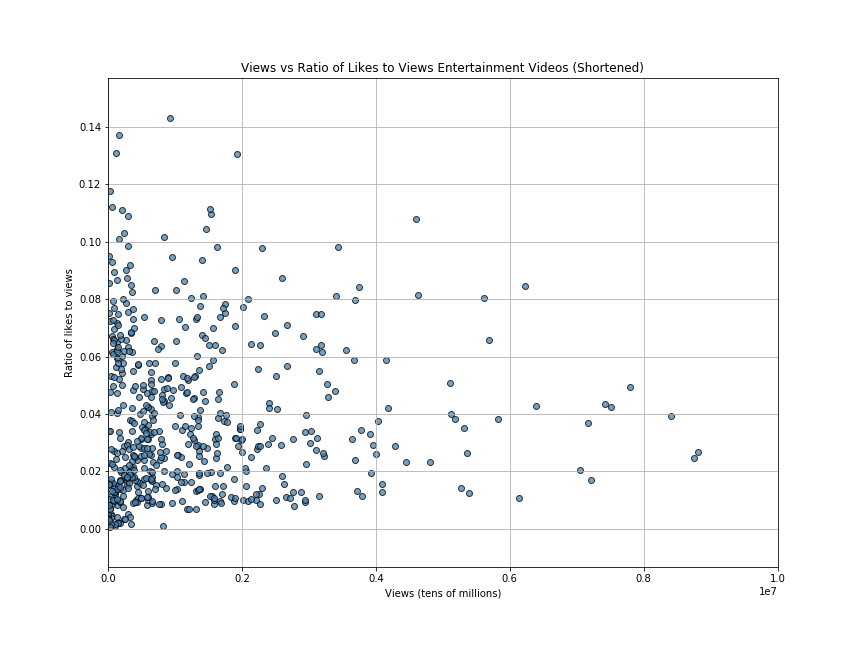 Views vs Ratio of Likes to Views Entertainment Videos (Shortened)
0.14
0.12
0.10
0.08
0.06
0.04
0.02
0.00
Ratio of likes to views
0.0 0.2 0.4 0.6 0.8 1.0
1e7
Views (tens of millions)